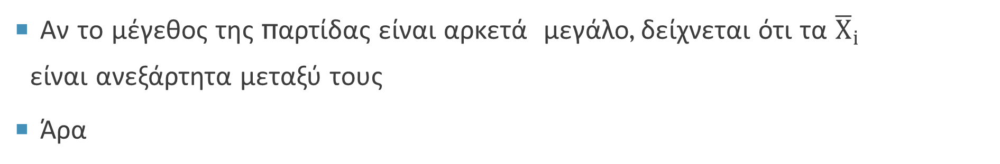 ▪ Αν το μέγεθος της παρτίδας είναι αρκετά μεγάλο, δείχνεται ότι τα X̅i
είναι ανεξάρτητα μεταξύ τους
▪ Άρα